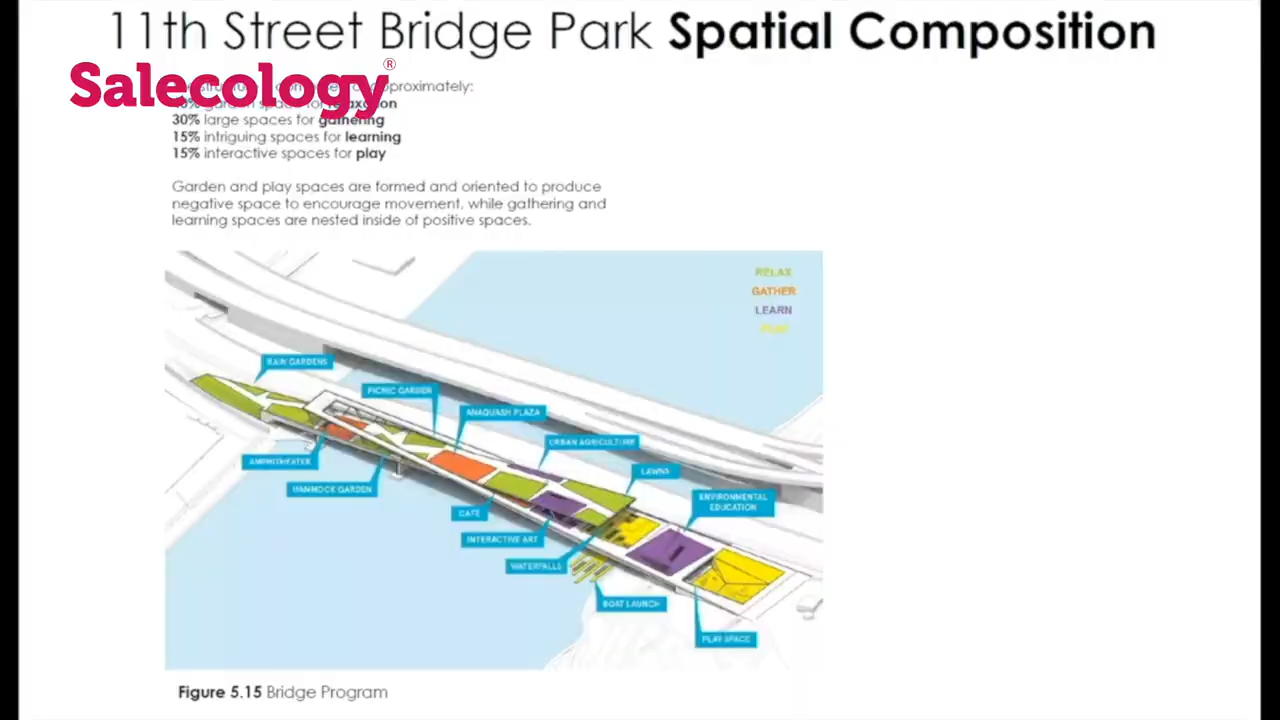 11th Street Bridge Park Spatial Composition
Salecology®
approximately:
30% large spaces for gathering
15% intriguing spaces for learning
15% interactive spaces for play
Garden and play spaces are formed and oriented to produce
negative space to encourage movement, while gathering and
learning spaces are nested inside of positive spaces.
RELAX
GATHER
LEARN
PLAY
RAIN GARDENS
PICNIC GARDEN
ANAQUASH PLAZA
URBAN AGRICULTURE
AMPHITHEATER
LAWNS
HAMMOCK GARDEN
ENVIRONMENTAL
EDUCATION
CAFE
INTERACTIVE ART
WATERFALLS
BOAT LAUNCH
PLAY SPACE
Figure 5.15 Bridge Program